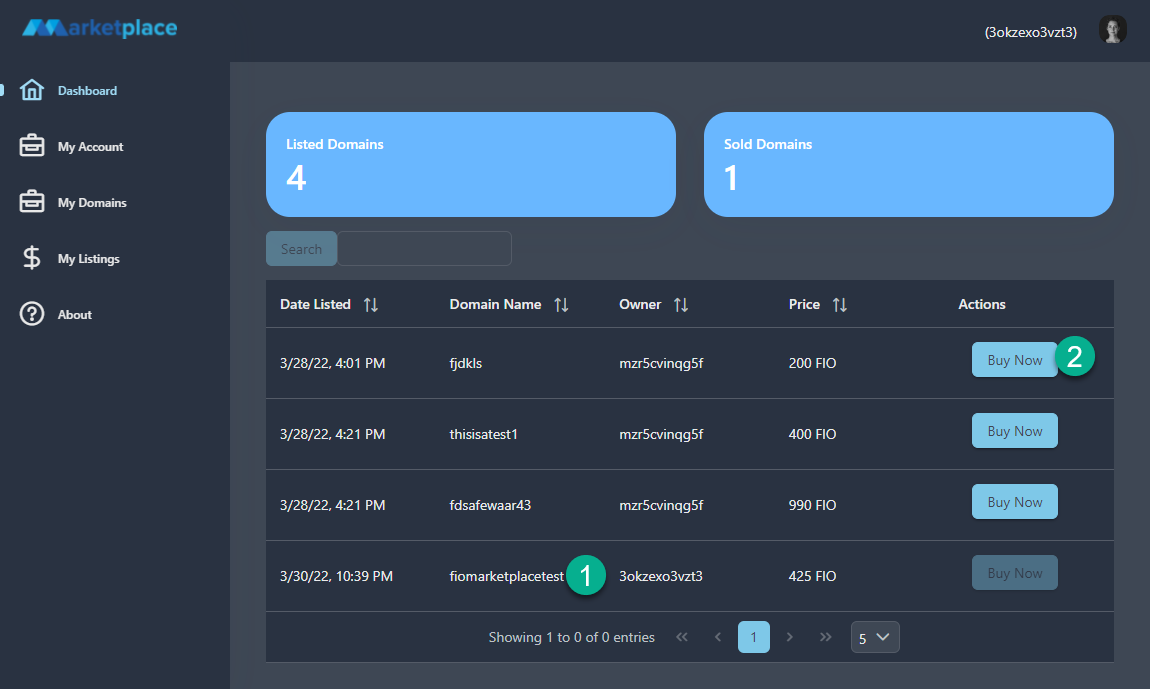 Marketplace
(3okzexo3vzt3)
Dashboard
My Account
My Domains
My Listings
About
Listed Domains
4
Sold Domains
1
Search
Date Listed Domain Name Owner Price Actions
3/28/22, 4:01 PM fjdkls mzr5cvinqg5f 200 FIO Buy Now 2
3/28/22, 4:21 PM thisisatest1 mzr5cvinqg5f 400 FIO Buy Now
3/28/22, 4:21 PM fdsafewaar43 mzr5cvinqg5f 990 FIO Buy Now
3/30/22, 10:39 PM fiomarketplacetest 1 3okzexo3vzt3 425 FIO Buy Now
Showing 1 to 0 of 0 entries « ‹ 1 › » 5